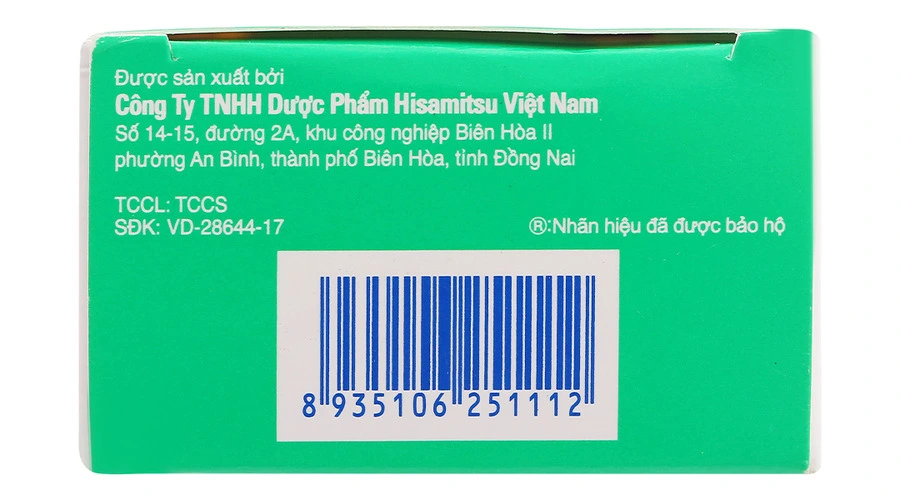 Được sản xuất bởi
Công Ty TNHH Dược Phẩm Hisamitsu Việt Nam
Số 14-15, đường 2A, khu công nghiệp Biên Hòa II
phường An Bình, thành phố Biên Hòa, tỉnh Đồng Nai
TCCL: TCCS
SĐK: VD-28644-17
®:Nhãn hiệu đã được bảo hộ
8 935106 251112